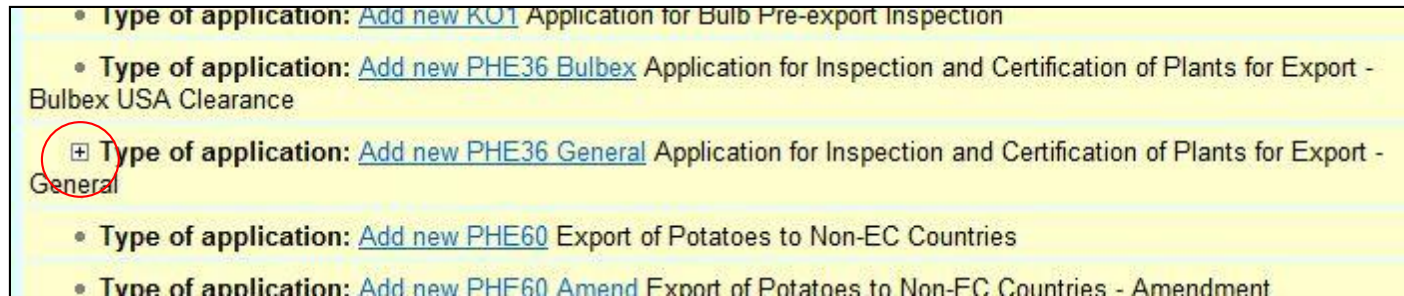 Type of application: Add new KO1 Application for Bulb Pre-export Inspection
Type of application: Add new PHE36 Bulbex Application for Inspection and Certification of Plants for Export -
Bulbex USA Clearance
Type of application: Add new PHE36 General Application for Inspection and Certification of Plants for Export -
General
Type of application: Add new PHE60 Export of Potatoes to Non-EC Countries
Type of application: Add new PHE60 Amend Export of Potatoes to Non-EC Countries - Amendment